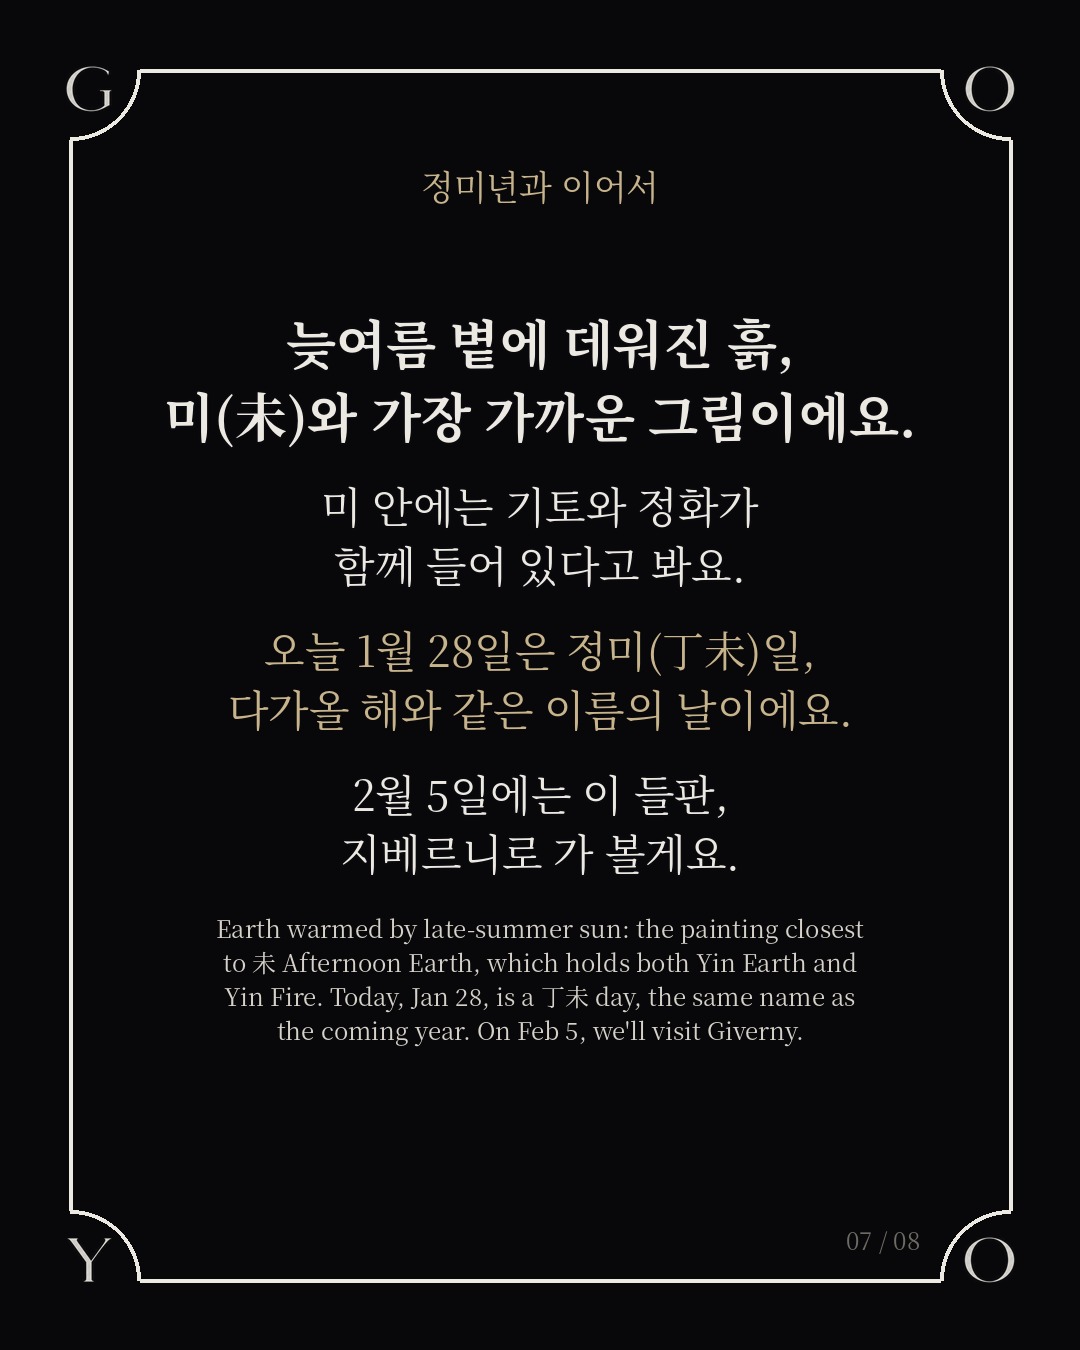 G O
정미년과 이어서
늦여름 볕에 데워진 흙,
미(未)와 가장 가까운 그림이에요.
미 안에는 기토와 정화가
함께 들어 있다고 봐요.
오늘 1월 28일은 정미(丁未)일,
다가올 해와 같은 이름의 날이에요.
2월 5일에는 이 들판,
지베르니로 가 볼게요.
Earth warmed by late-summer sun: the painting closest
to 未 Afternoon Earth, which holds both Yin Earth and
Yin Fire. Today, Jan 28, is a 丁未 day, the same name as
the coming year. On Feb 5, we'll visit Giverny.
07 / 08
Y O